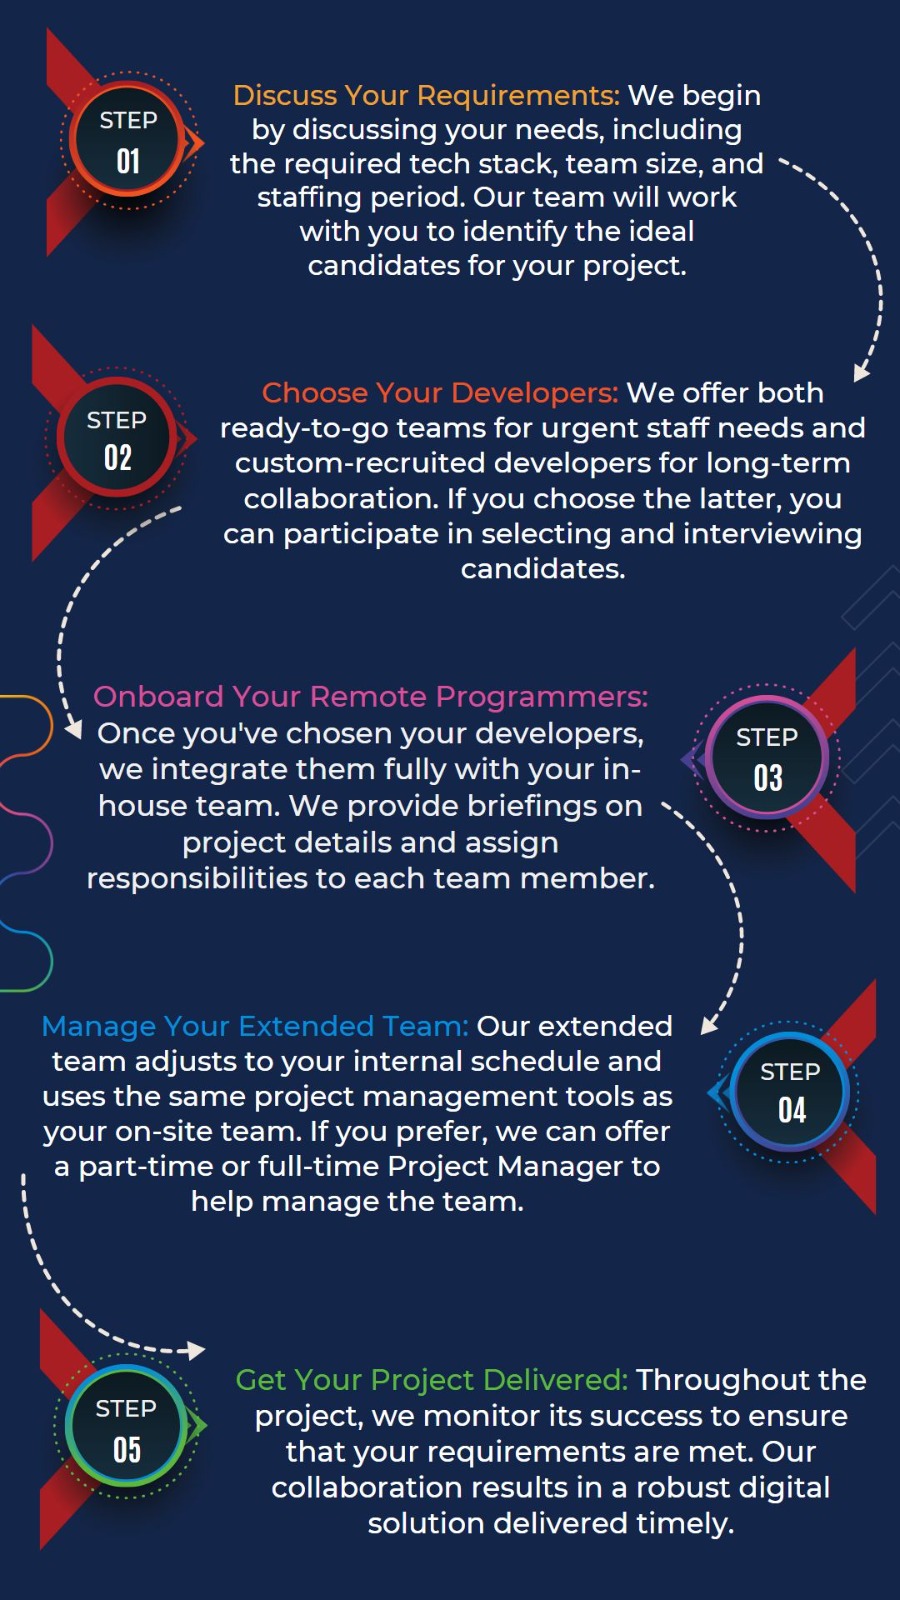 STEP
01
Discuss Your Requirements: We begin
by discussing your needs, including
the required tech stack, team size, and
staffing period. Our team will work
with you to identify the ideal
candidates for your project.
STEP
02
Choose Your Developers: We offer both
ready-to-go teams for urgent staff needs and
custom-recruited developers for long-term
collaboration. If you choose the latter, you
can participate in selecting and interviewing
candidates.
STEP
03
Onboard Your Remote Programmers:
Once you've chosen your developers,
we integrate them fully with your in-
house team. We provide briefings on
project details and assign
responsibilities to each team member.
STEP
04
Manage Your Extended Team: Our extended
team adjusts to your internal schedule and
uses the same project management tools as
your on-site team. If you prefer, we can offer
a part-time or full-time Project Manager to
help manage the team.
STEP
05
Get Your Project Delivered: Throughout the
project, we monitor its success to ensure
that your requirements are met. Our
collaboration results in a robust digital
solution delivered timely.